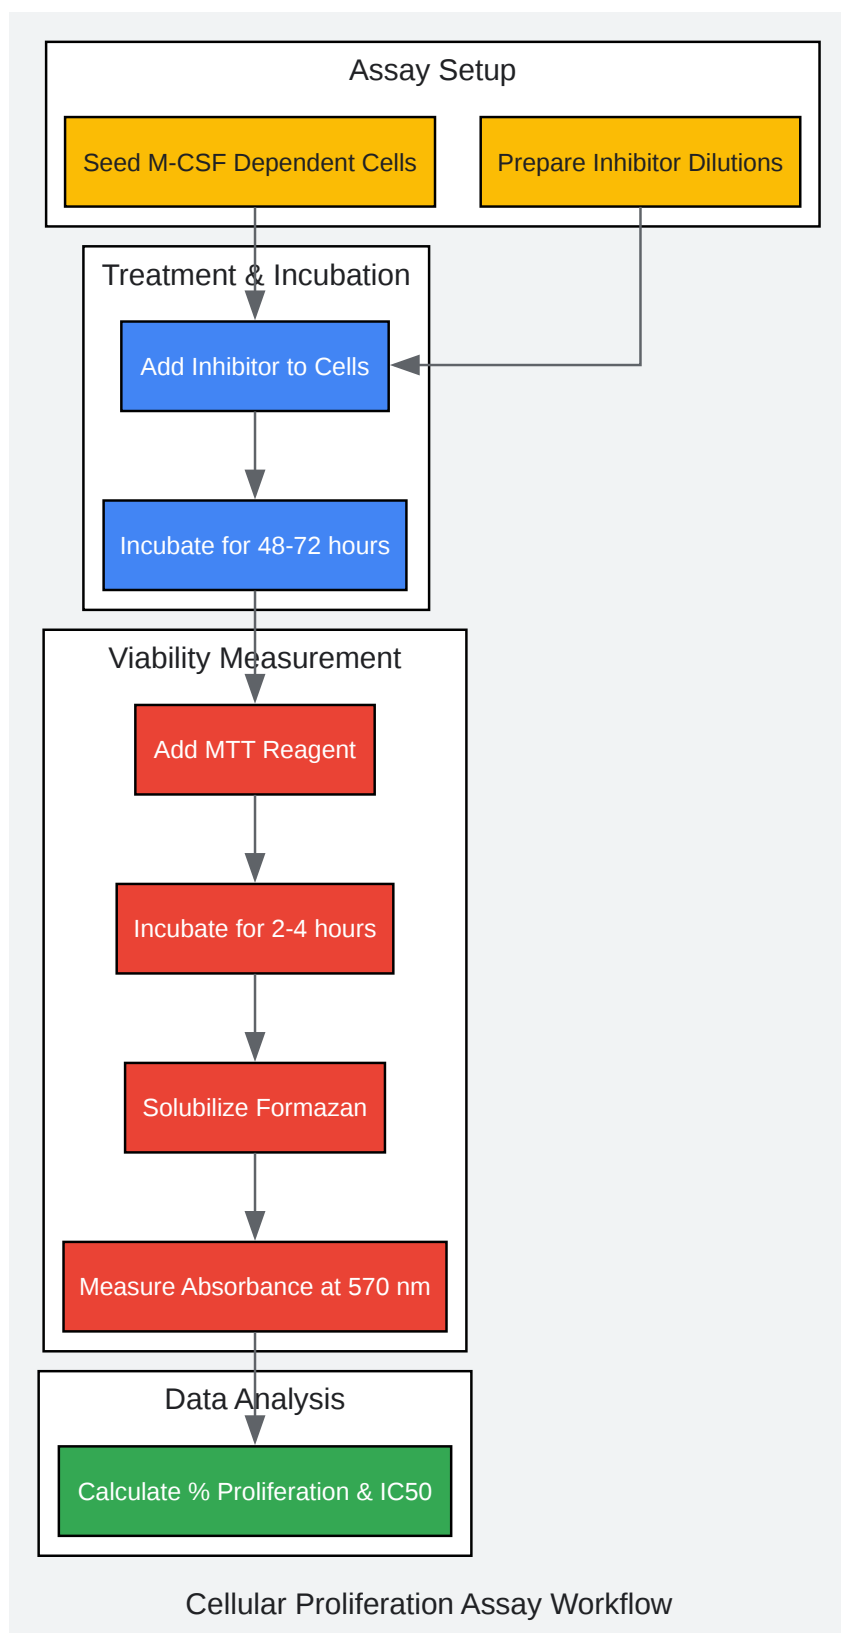 Assay Setup
Seed M-CSF Dependent Cells
Prepare Inhibitor Dilutions
Treatment & Incubation
Add Inhibitor to Cells
Incubate for 48-72 hours
Viability Measurement
Add MTT Reagent
Incubate for 2-4 hours
Solubilize Formazan
Measure Absorbance at 570 nm
Data Analysis
Calculate % Proliferation & IC50
Cellular Proliferation Assay Workflow